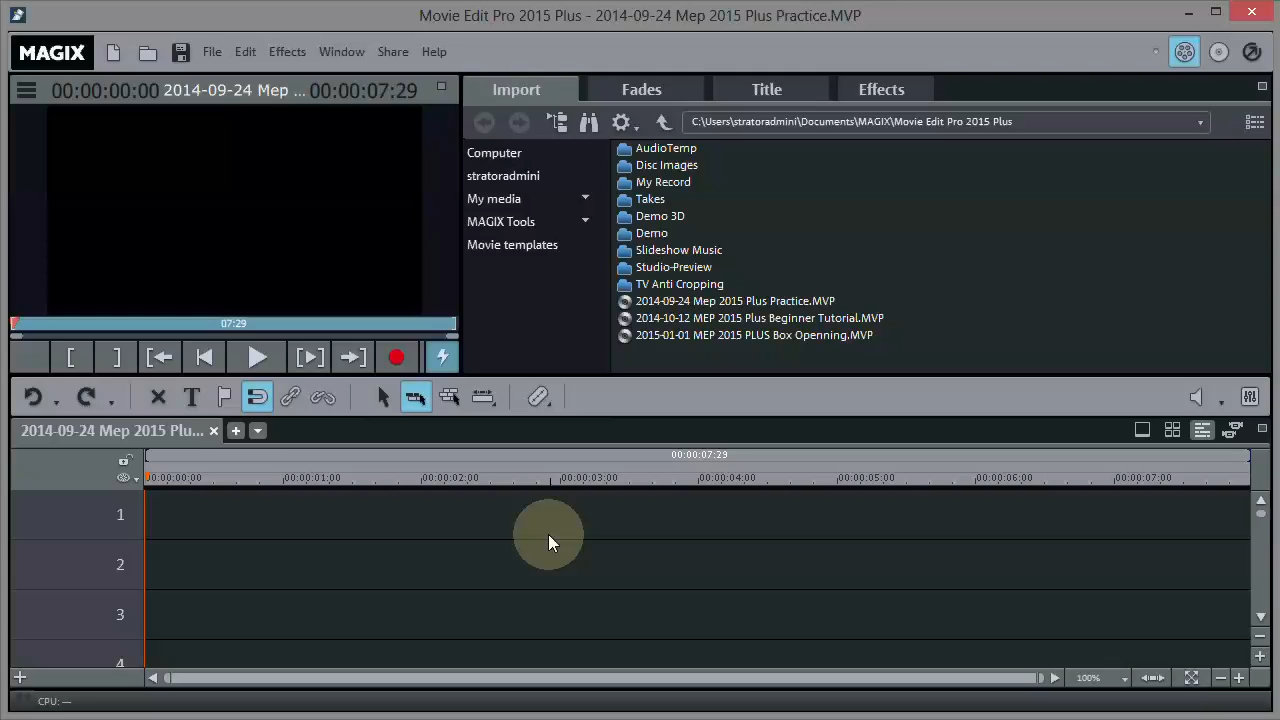 Movie Edit Pro 2015 Plus - 2014-09-24 Mep 2015 Plus Practice.MVP
MAGIX File Edit Effects Window Share Help
00:00:00:00 2014-09-24 Mep ... 00:00:07:29
Import Fades Title Effects
C:\Users\stratoradmini\Documents\MAGIX\Movie Edit Pro 2015 Plus
Computer
stratoradmini
My media
MAGIX Tools
Movie templates
AudioTemp
Disc Images
My Record
Takes
Demo 3D
Demo
Slideshow Music
Studio-Preview
TV Anti Cropping
2014-09-24 Mep 2015 Plus Practice.MVP
2014-10-12 MEP 2015 Plus Beginner Tutorial.MVP
2015-01-01 MEP 2015 PLUS Box Openning.MVP
07:29
2014-09-24 Mep 2015 Plu...
00:00:07:29
00:00:00:00 00:00:01:00 00:00:02:00 00:00:03:00 00:00:04:00 00:00:05:00 00:00:06:00 00:00:07:00
1
2
3
4
100%
CPU: —